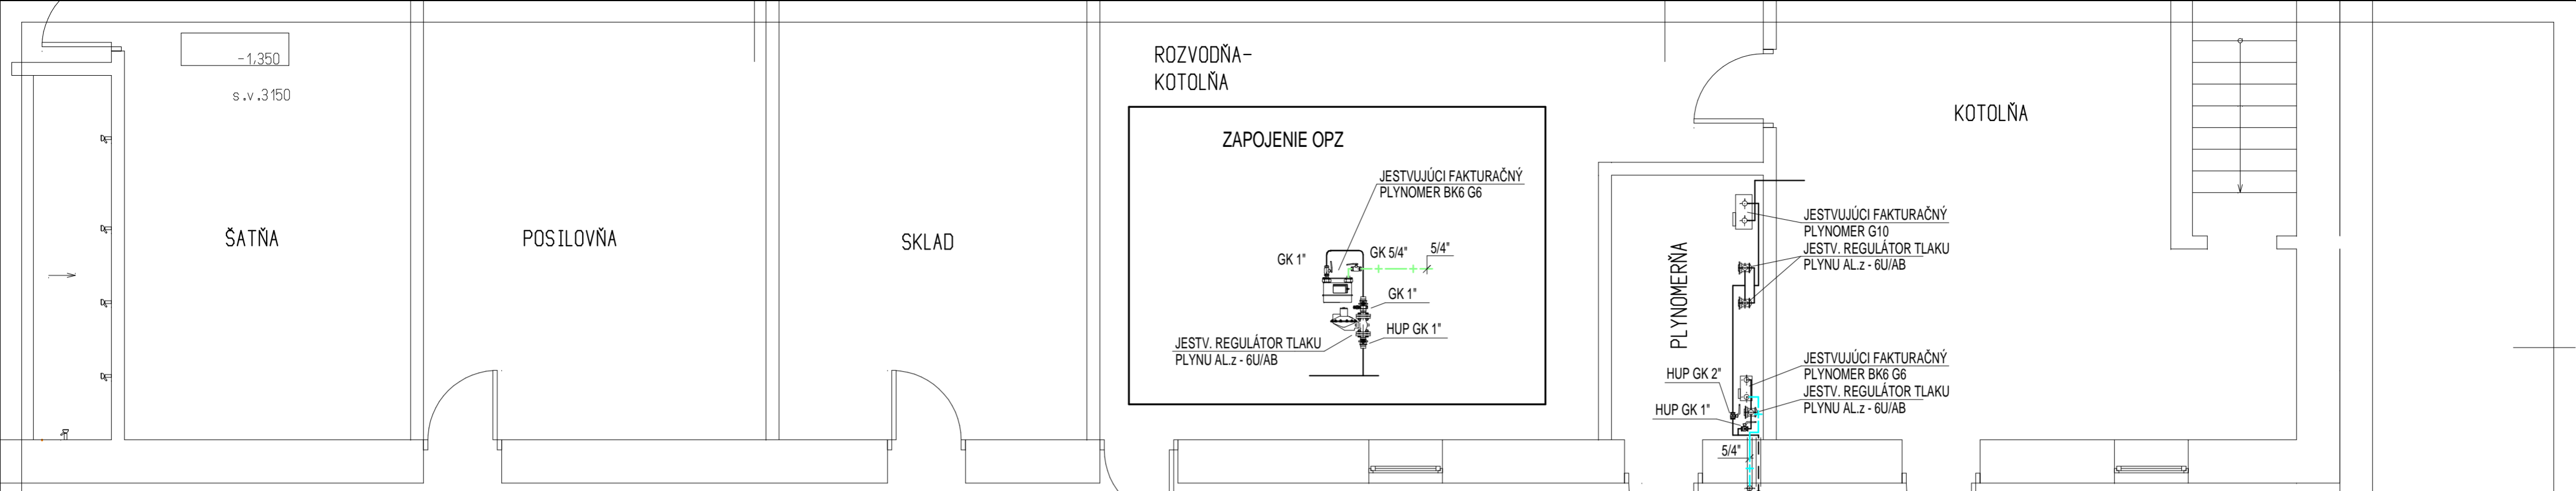 -1,350
s.v.3150
ŠATŇA
POSILOVŇA
SKLAD
ROZVODŇA-
KOTOLŇA
ZAPOJENIE OPZ
JESTVUJÚCI FAKTURAČNÝ
PLYNOMER BK6 G6
GK 1"
GK 5/4"
5/4"
GK 1"
HUP GK 1"
JESTV. REGULÁTOR TLAKU
PLYNU AL.z - 6U/AB
PLYNOMERŇA
HUP GK 2"
HUP GK 1"
5/4"
KOTOLŇA
JESTVUJÚCI FAKTURAČNÝ
PLYNOMER G10
JESTV. REGULÁTOR TLAKU
PLYNU AL.z - 6U/AB
JESTVUJÚCI FAKTURAČNÝ
PLYNOMER BK6 G6
JESTV. REGULÁTOR TLAKU
PLYNU AL.z - 6U/AB